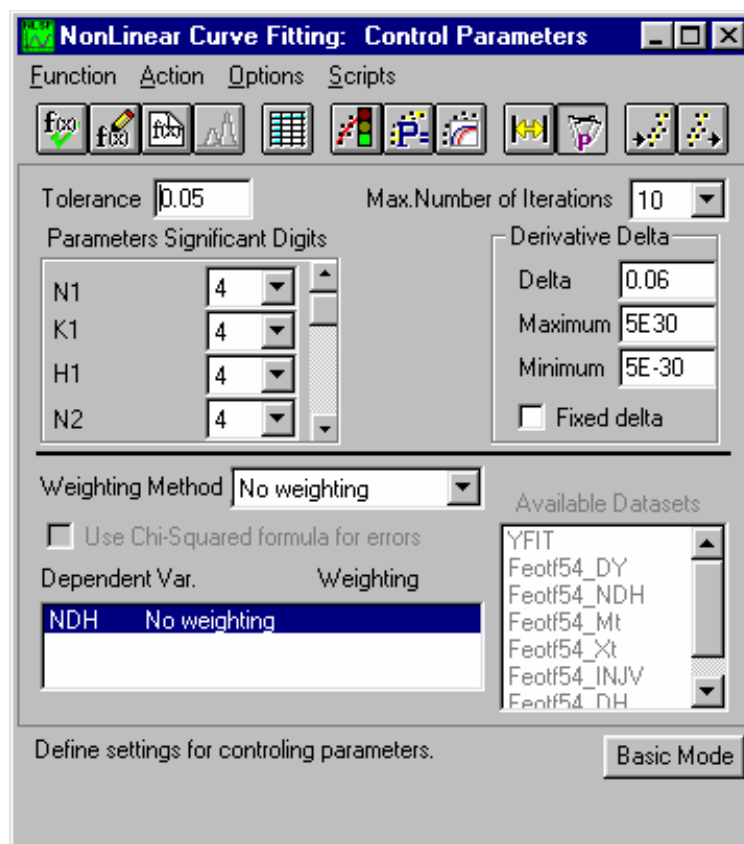 NLSF
NonLinear Curve Fitting: Control Parameters
Function Action Options Scripts
f(x) f(x) f(x) P= P
Tolerance 0.05 Max.Number of Iterations 10
Parameters Significant Digits
N1 4
K1 4
H1 4
N2 4
Derivative Delta
Delta 0.06
Maximum 5E30
Minimum 5E-30
Fixed delta
Weighting Method No weighting
Use Chi-Squared formula for errors
Dependent Var. Weighting
NDH No weighting
Available Datasets
YFIT
Feotf54_DY
Feotf54_NDH
Feotf54_Mt
Feotf54_Xt
Feotf54_INJV
Feotf54_DH
Define settings for controling parameters.
Basic Mode